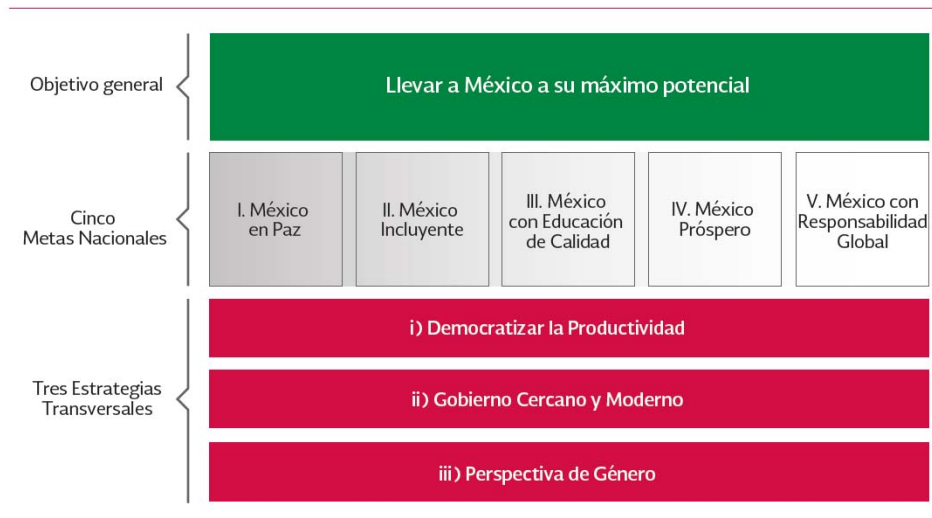 Objetivo general
Llevar a México a su máximo potencial
Cinco
Metas Nacionales
I. México
en Paz
II. México
Incluyente
III. México
con Educación
de Calidad
IV. México
Próspero
V. México con
Responsabilidad
Global
Tres Estrategias
Transversales
i) Democratizar la Productividad
ii) Gobierno Cercano y Moderno
iii) Perspectiva de Género